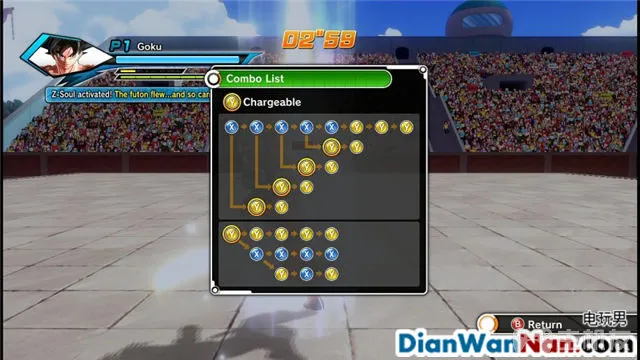 P1 Goku
02"59
Z-Soul activated! The futon flew...and so can
Combo List
Y Chargeable
X X X X X Y Y Y
Y Y
Y Y
Y Y
Y Y
Y Y Y Y Y
X X X X
Y X Y
B Return
电玩男
DianWanNan.com